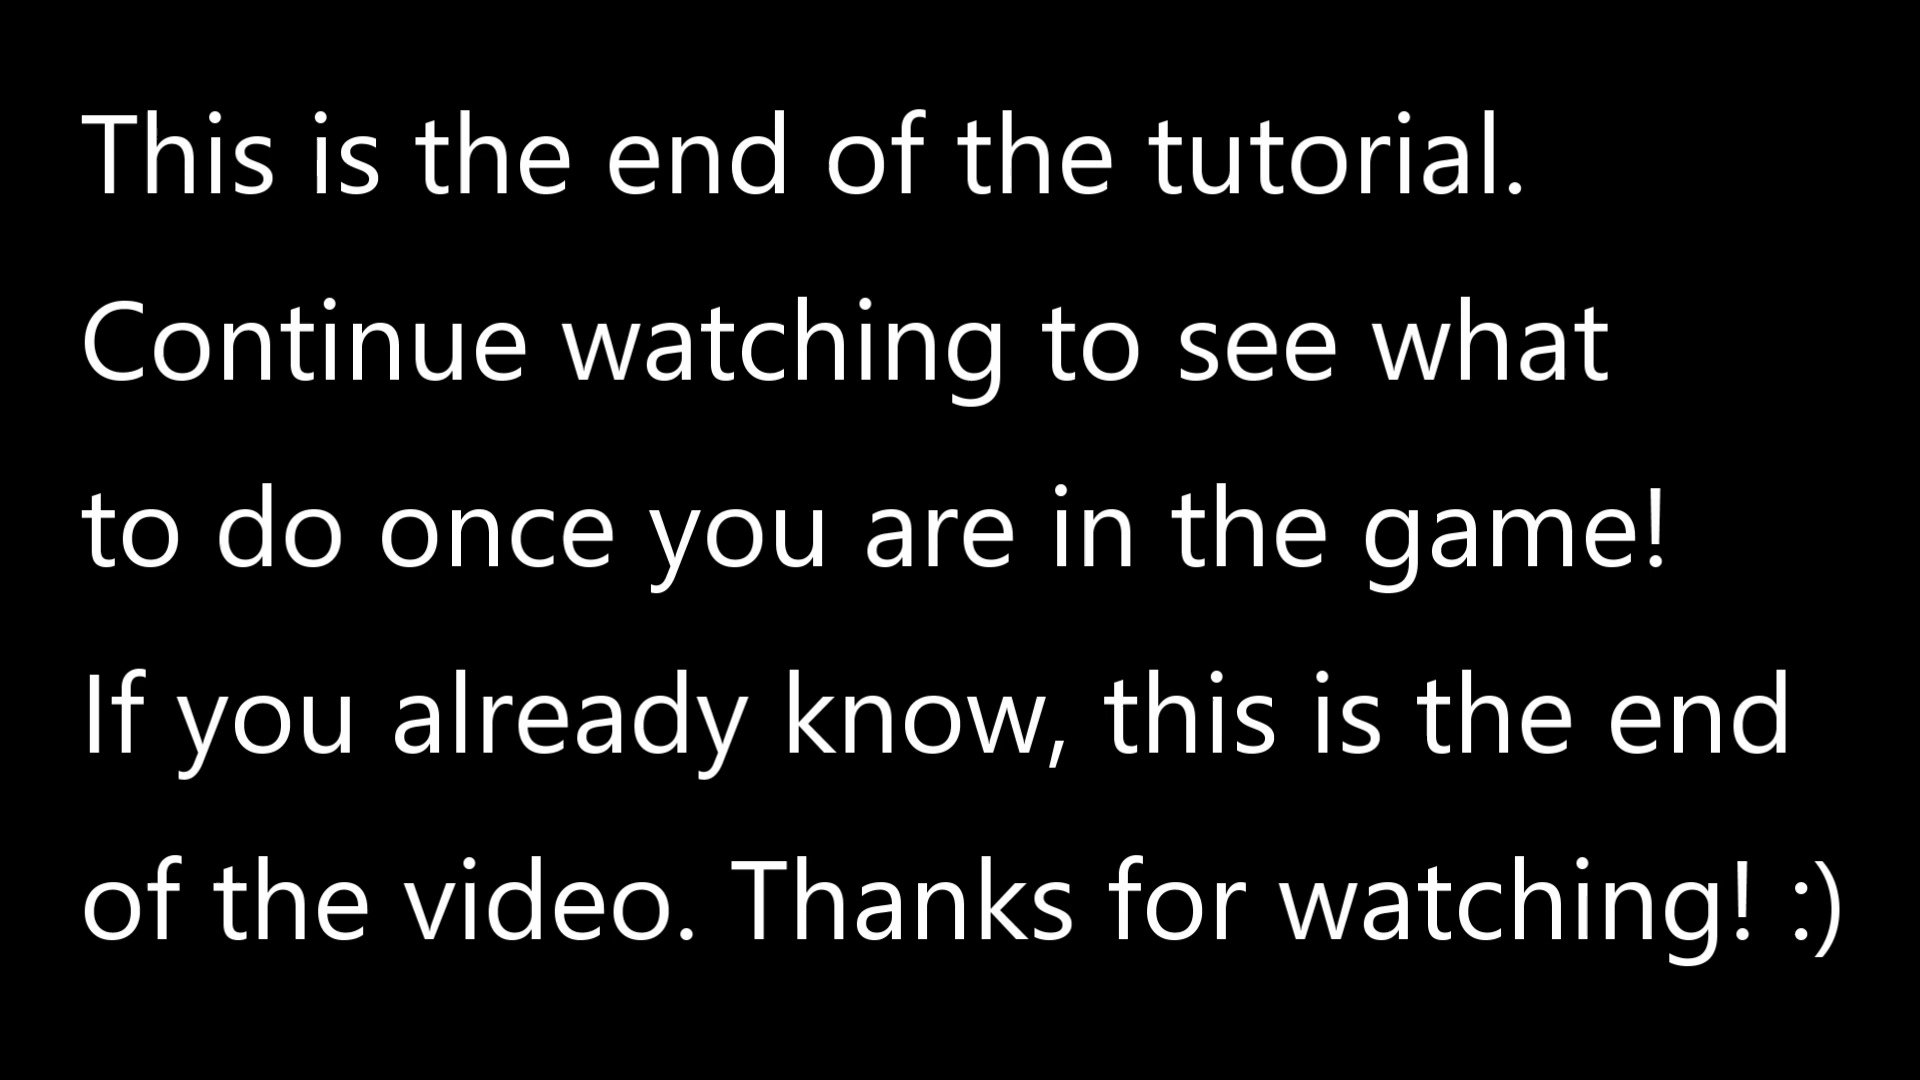 This is the end of the tutorial.
Continue watching to see what
to do once you are in the game!
If you already know, this is the end
of the video. Thanks for watching! :)